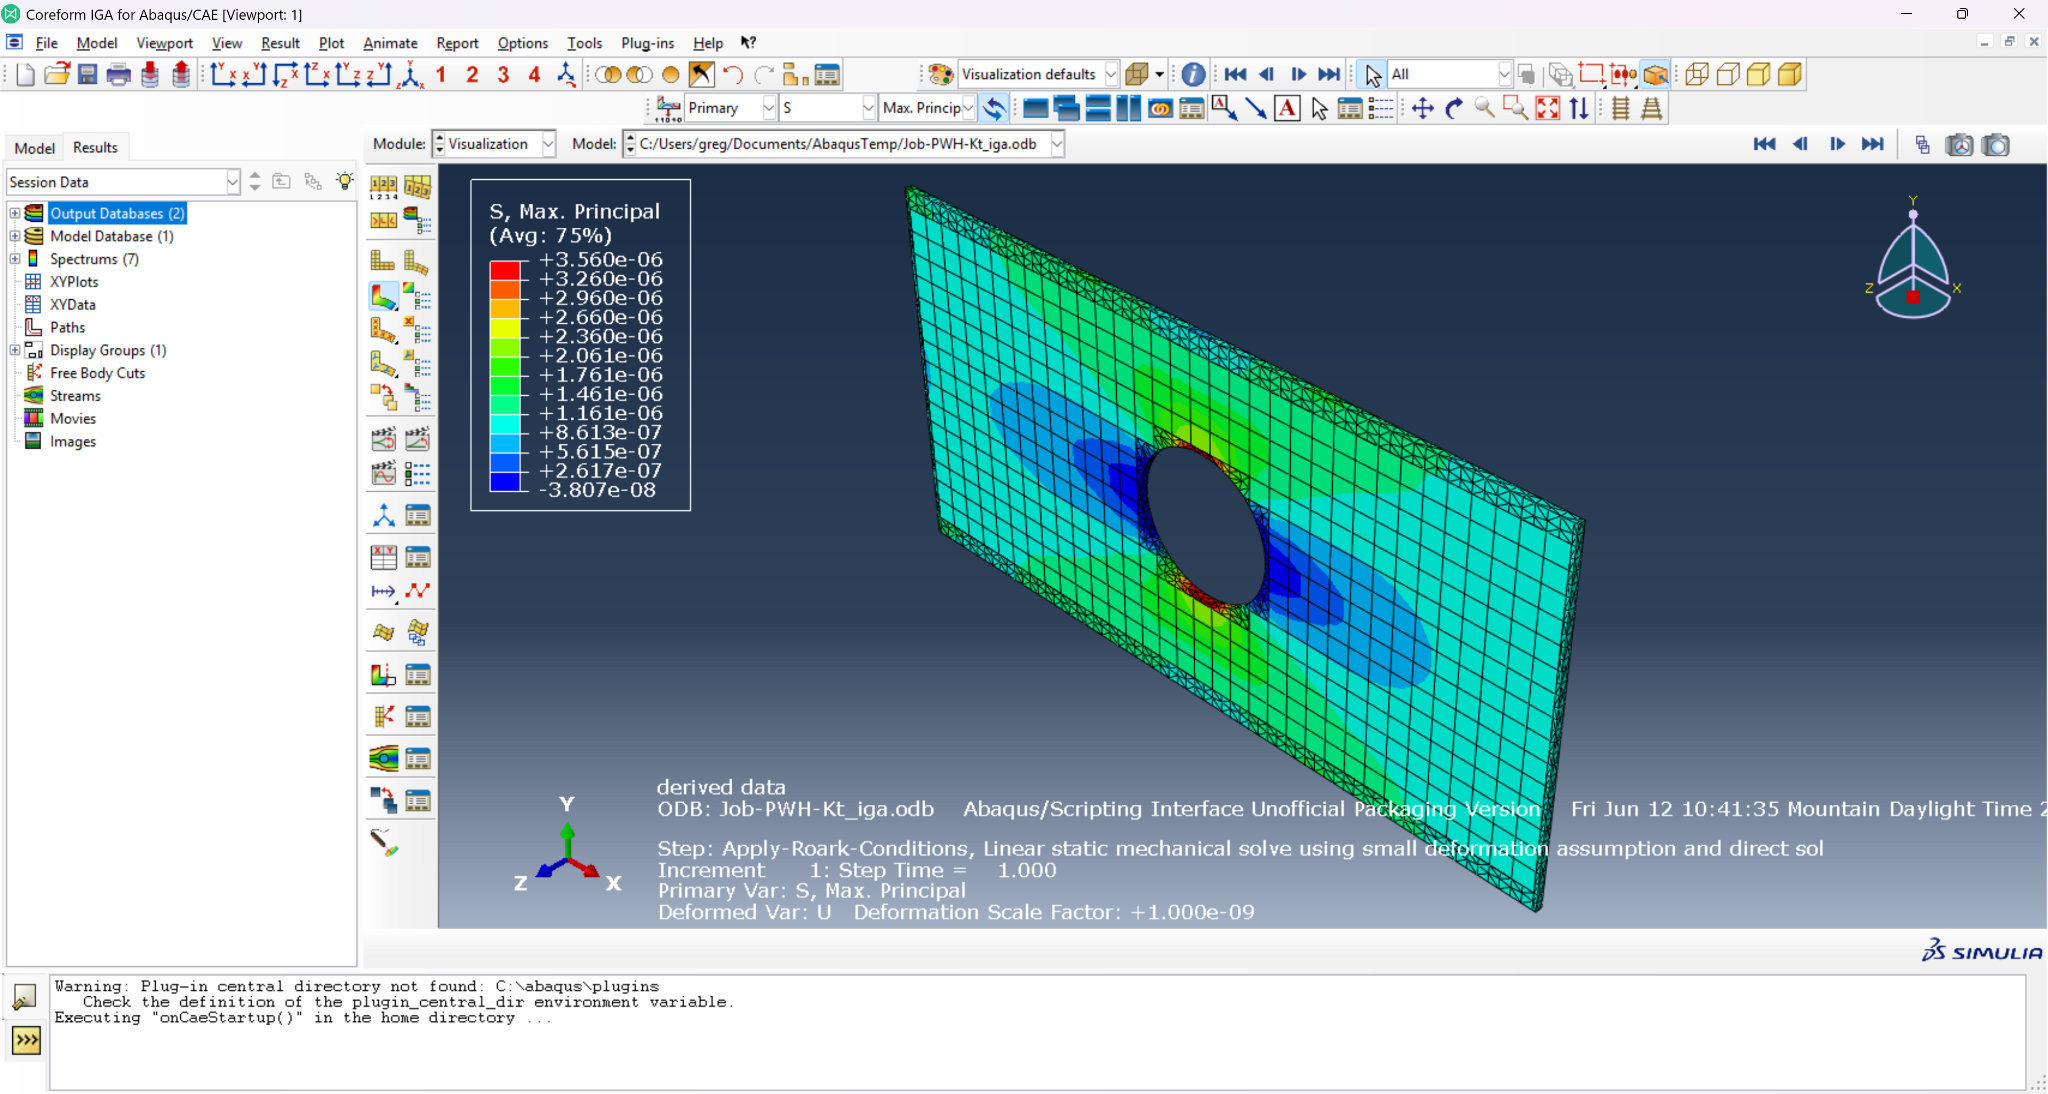 Coreform IGA for Abaqus/CAE [Viewport: 1]
File Model Viewport View Result Plot Animate Report Options Tools Plug-ins Help
1 2 3 4
Visualization defaults
All
Primary
S
Max. Princip
Model Results
Module: Visualization Model: C:/Users/greg/Documents/AbaqusTemp/Job-PWH-Kt_iga.odb
Session Data
Output Databases (2)
Model Database (1)
Spectrums (7)
XYPlots
XYData
Paths
Display Groups (1)
Free Body Cuts
Streams
Movies
Images
S, Max. Principal
(Avg: 75%)
+3.560e-06
+3.260e-06
+2.960e-06
+2.660e-06
+2.360e-06
+2.061e-06
+1.761e-06
+1.461e-06
+1.161e-06
+8.613e-07
+5.615e-07
+2.617e-07
-3.807e-08
Y
Z X
derived data
ODB: Job-PWH-Kt_iga.odb Abaqus/Scripting Interface Unofficial Packaging Version Fri Jun 12 10:41:35 Mountain Daylight Time 2
Step: Apply-Roark-Conditions, Linear static mechanical solve using small deformation assumption and direct sol
Increment 1: Step Time = 1.000
Primary Var: S, Max. Principal
Deformed Var: U Deformation Scale Factor: +1.000e-09
Y
Z X
SIMULIA
Warning: Plug-in central directory not found: C:\abaqus\plugins
Check the definition of the plugin_central_dir environment variable.
Executing "onCaeStartup()" in the home directory ...